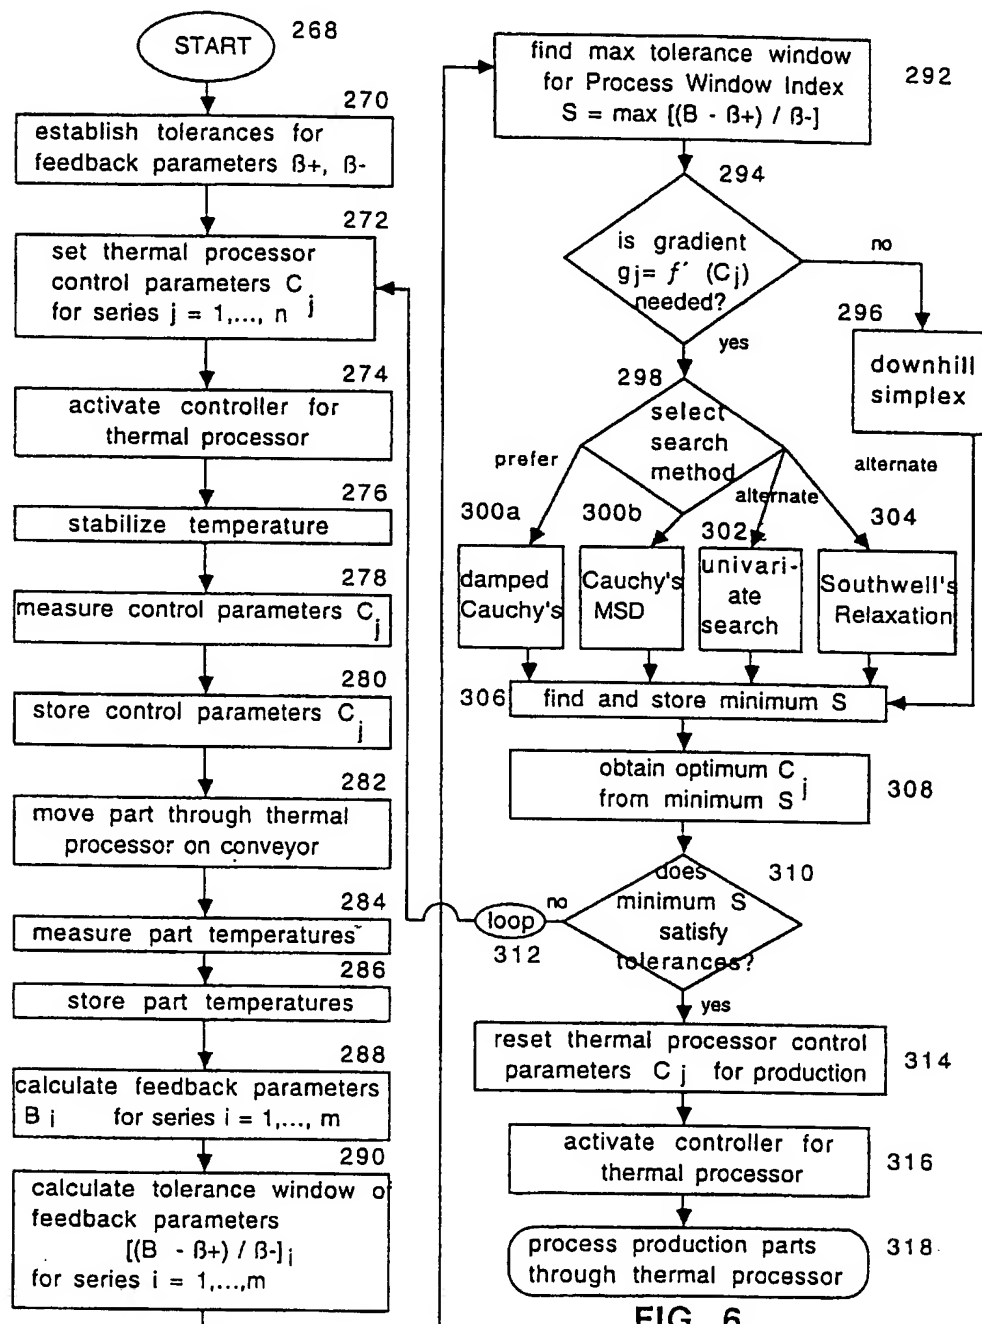 START
268
270
establish tolerances for
feedback parameters ß+, ß-
272
set thermal processor
control parameters C j
for series j = 1,..., n
274
activate controller for
thermal processor
276
stabilize temperature
278
measure control parameters C j
280
store control parameters C j
282
move part through thermal
processor on conveyor
284
measure part temperatures
286
store part temperatures
288
calculate feedback parameters
B i for series i = 1,..., m
290
calculate tolerance window of
feedback parameters
[(B - ß+) / ß-] i
for series i = 1,...,m
find max tolerance window
for Process Window Index
S = max [(B - ß+) / ß-]
292
294
is gradient
g j = f´ (C j)
needed?
no
yes
296
downhill
simplex
298
select
search
method
prefer
alternate
alternate
300a
300b
302
304
damped
Cauchy's
Cauchy's
MSD
univari-
ate
search
Southwell's
Relaxation
306
find and store minimum S
obtain optimum C j
from minimum S
308
310
does
minimum S
satisfy
tolerances?
no
loop
312
yes
reset thermal processor control
parameters C j for production
314
activate controller for
thermal processor
316
process production parts
through thermal processor
318
FIG. 6